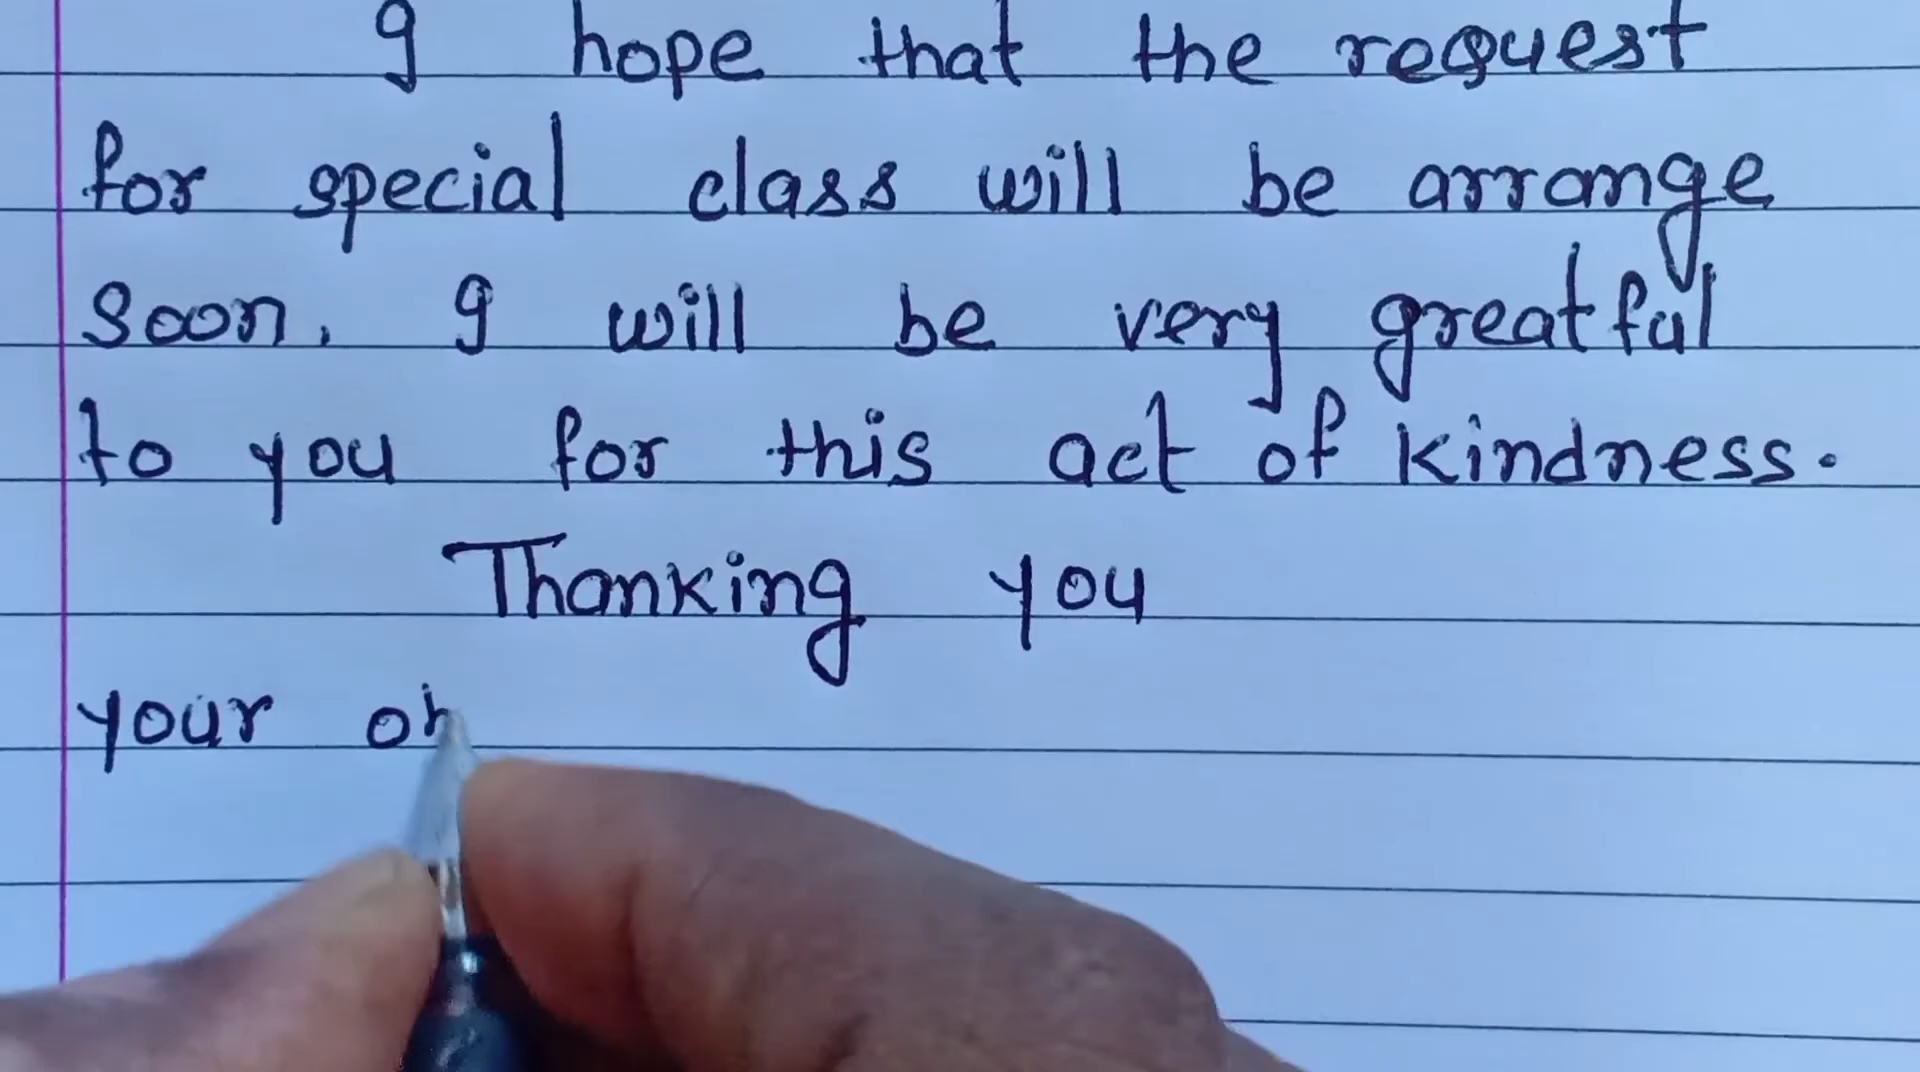 I hope that the request
for special class will be arrange
soon. I will be very greatful
to you for this act of kindness.
Thanking you
your